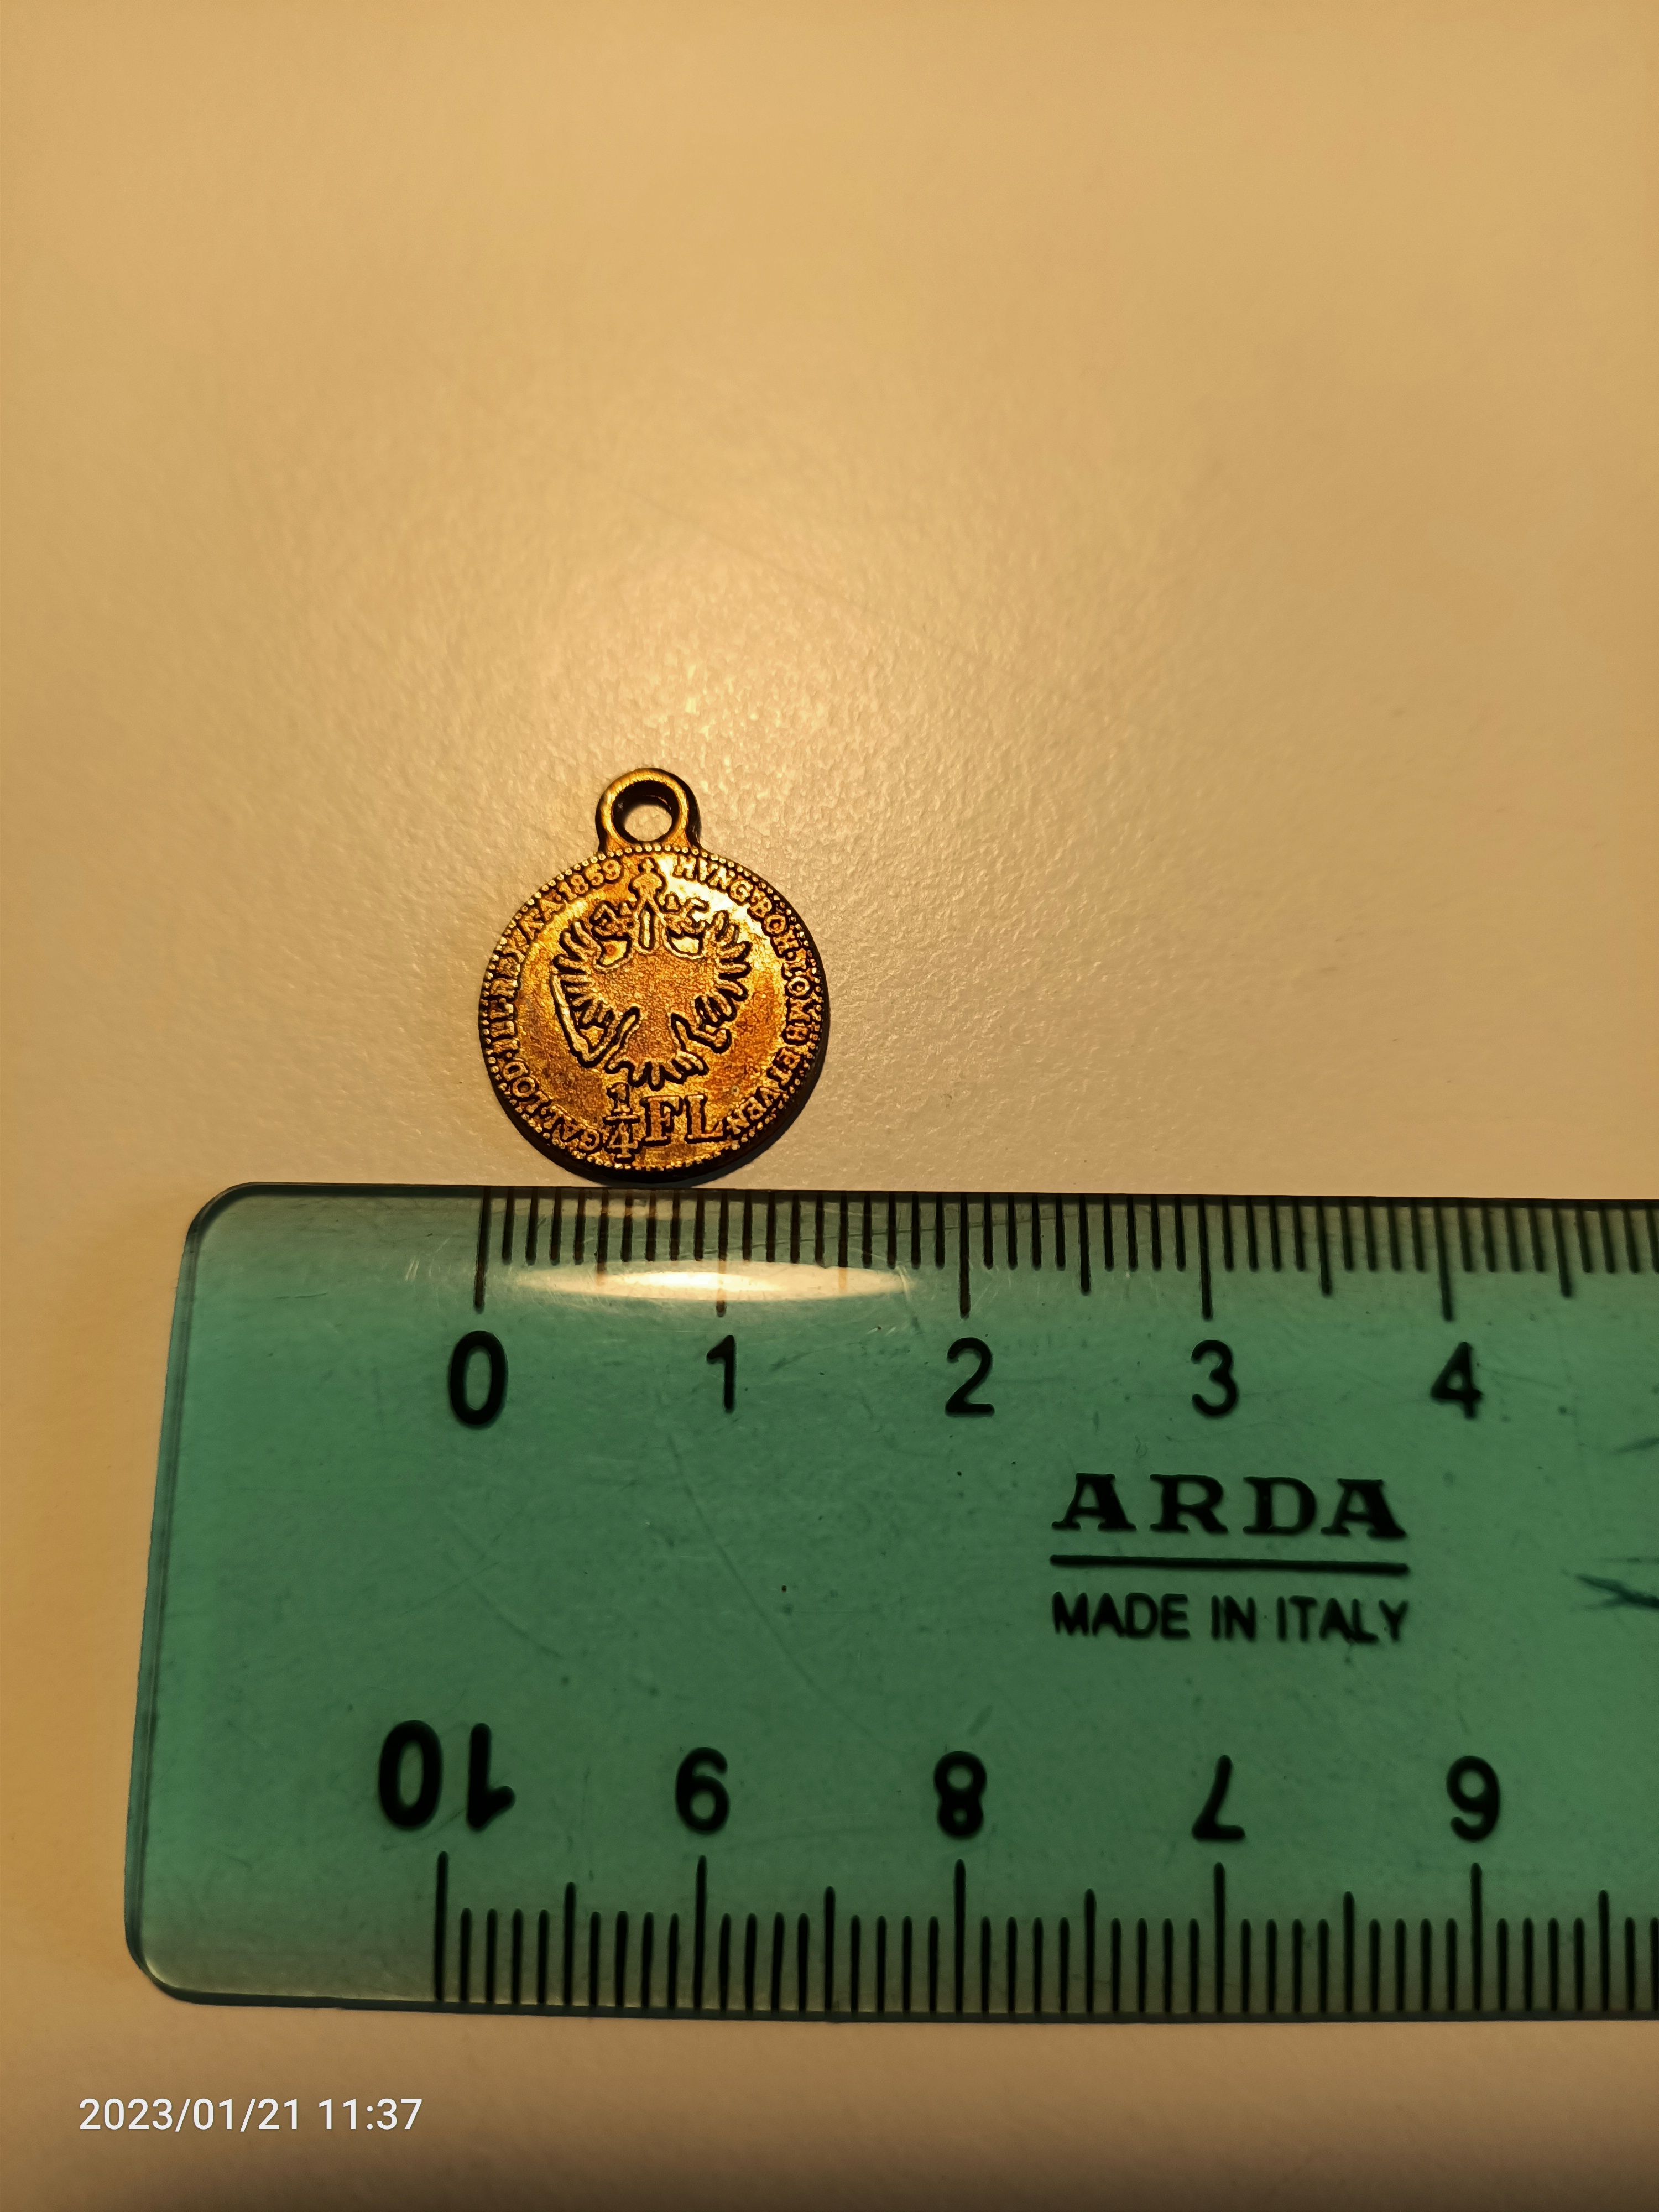 HVNG·BOH·LOMB·ET VEN·
GAL·LOD·ILL·REX·A·A·1859
1/4 FL
0 1 2 3 4
ARDA
MADE IN ITALY
10 9 8 7 6
2023/01/21 11:37